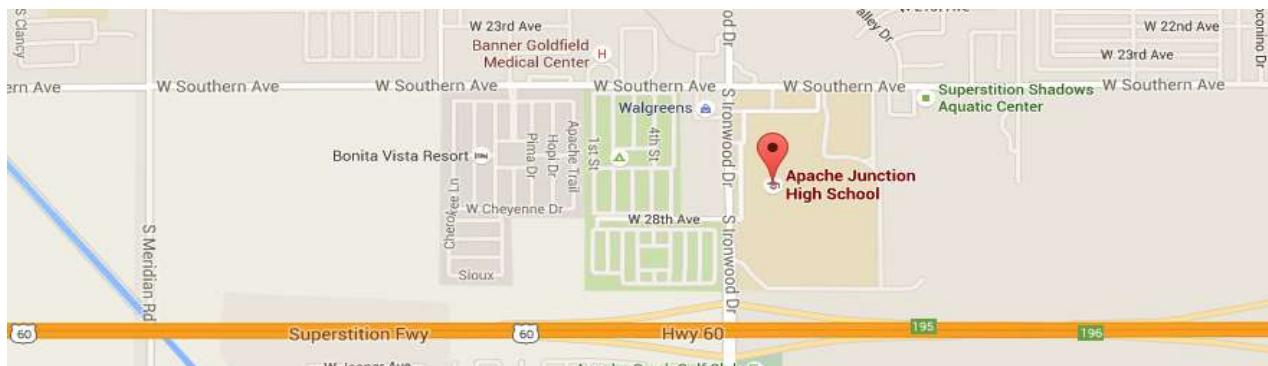 S Clancy
W 23rd Ave
Banner Goldfield
Medical Center
H
W 22nd Ave
W 23rd Ave
W Southern Ave
W Southern Ave
W Southern Ave
W Southern Ave
W Southern Ave
Superstition Shadows
Aquatic Center
Walgreens
S Ironwood Dr
Bonita Vista Resort
Cherokee Ln
Pima Dr
Hopi Dr
Apache Trail
1st St
4th St
Apache Junction
High School
W Cheyenne Dr
W 28th Ave
S Ironwood Dr
S Meridian Rd
Sioux
60
Superstition Fwy
60
Hwy 60
195
196